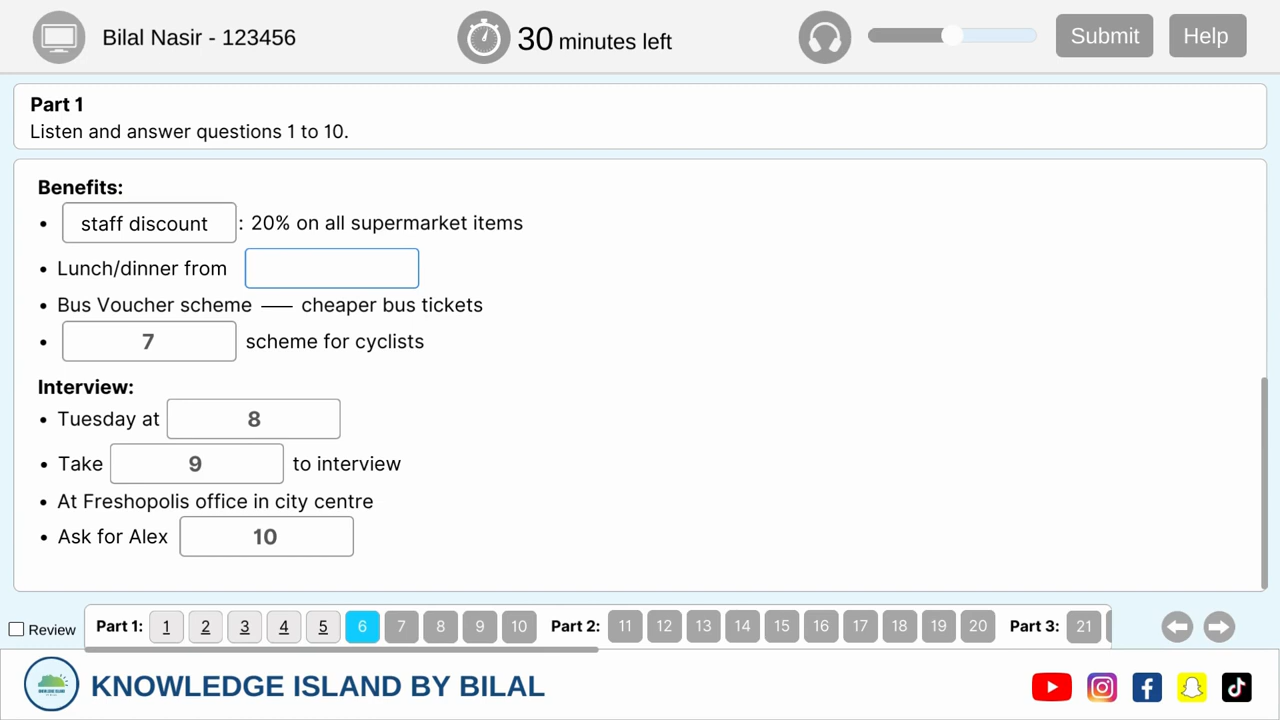 Bilal Nasir - 123456
30 minutes left
Submit
Help
Part 1
Listen and answer questions 1 to 10.
Benefits:
• staff discount : 20% on all supermarket items
• Lunch/dinner from
• Bus Voucher scheme — cheaper bus tickets
• 7 scheme for cyclists
Interview:
• Tuesday at 8
• Take 9 to interview
• At Freshopolis office in city centre
• Ask for Alex 10
Review
Part 1: 1 2 3 4 5 6 7 8 9 10 Part 2: 11 12 13 14 15 16 17 18 19 20 Part 3: 21
KNOWLEDGE ISLAND BY BILAL